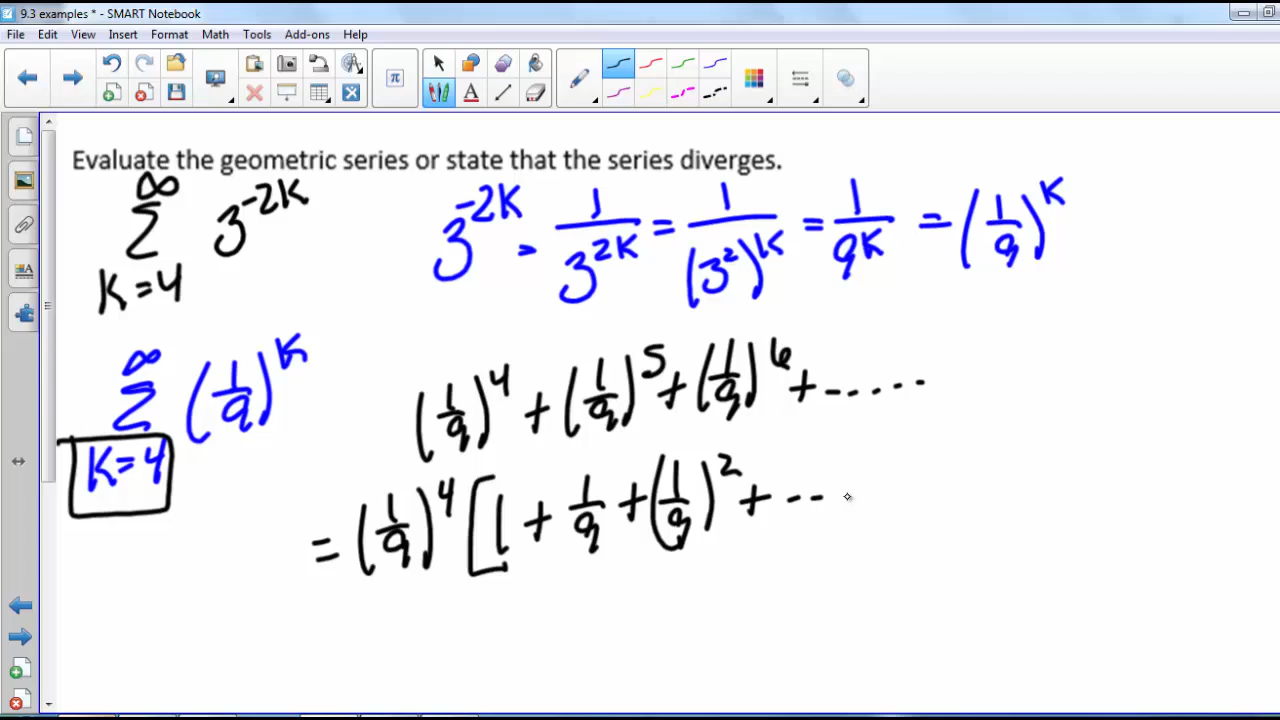 9.3 examples * - SMART Notebook
File Edit View Insert Format Math Tools Add-ons Help
π
A
Evaluate the geometric series or state that the series diverges.
∞
Σ 3^{-2K}
K=4
3^{-2K} = 1/3^{2K} = 1/(3^2)^K = 1/9^K = (1/9)^K
∞
Σ (1/9)^K
K=4
(1/9)^4 + (1/9)^5 + (1/9)^6 + .....
= (1/9)^4 [1 + 1/9 + (1/9)^2 + --